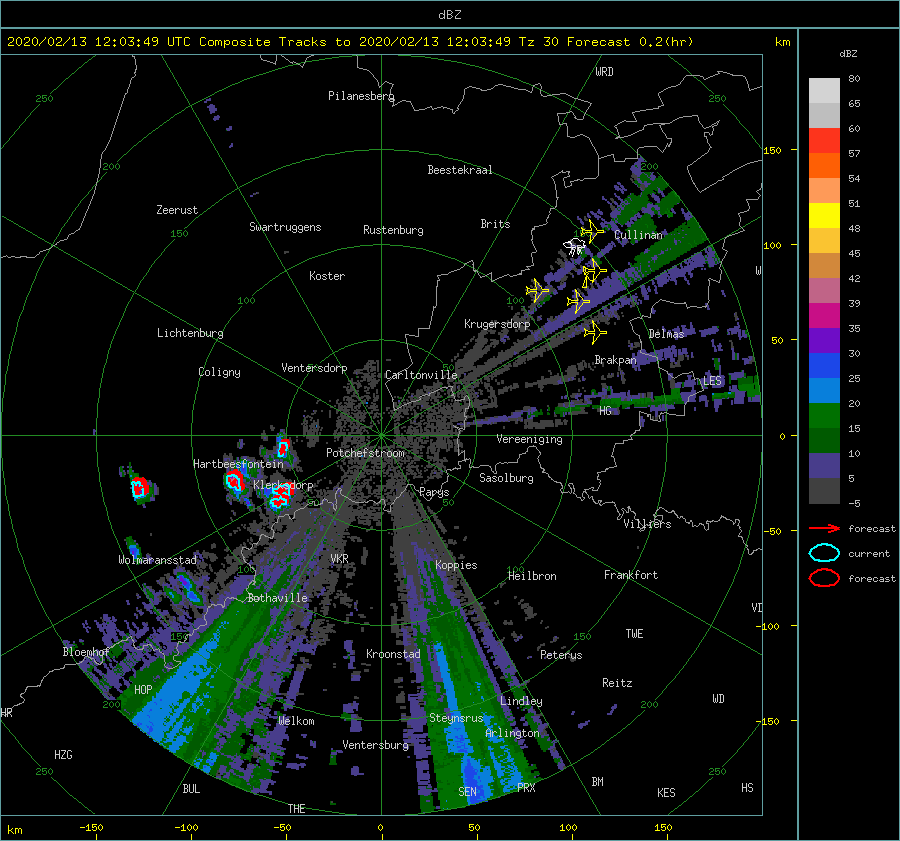 dBZ
2020/02/13 12:03:49 UTC Composite Tracks to 2020/02/13 12:03:49 Tz 30 Forecast 0.2(hr) km
dBZ
WRD
80
250
Pilanesberg
250
65
60
150
57
200
Beestekraal
200
54
Zeerust
51
Swartruggens
Rustenburg
Brits
150
Cullinan
48
100
45
W
Koster
42
100
100
39
Lichtenburg
Krugersdorp
Delmas
35
50
30
Ventersdorp
Coligny
Carltonville
Brakpan
LES
25
20
HG
15
0
Vereeniging
Potchefstroom
10
Hartbeesfontein
Klerksdorp
Sasolburg
5
Parys
50
50
-5
Villiers
forecast
-50
current
Wolmaransstad
VKR
Koppies
100
100
Heilbron
Frankfort
forecast
Bothaville
VD
-100
150
150
TWE
Bloemhof
Kroonstad
Peterys
HOP
Reitz
WD
200
Lindley
200
HR
Welkom
Steynsrus
-150
Arlington
HZG
Ventersburg
250
250
BUL
SEN
PRX
BM
KES
HS
THE
km
-150 -100 -50 0 50 100 150